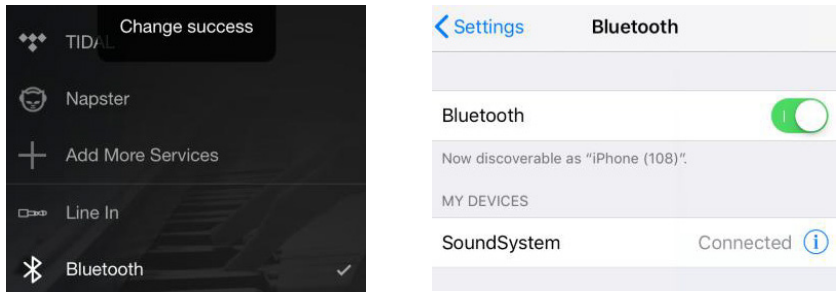 Change success
TIDAL
Napster
Add More Services
Line In
Bluetooth
Settings
Bluetooth
Bluetooth
Now discoverable as “iPhone (108)”.
MY DEVICES
SoundSystem
Connected